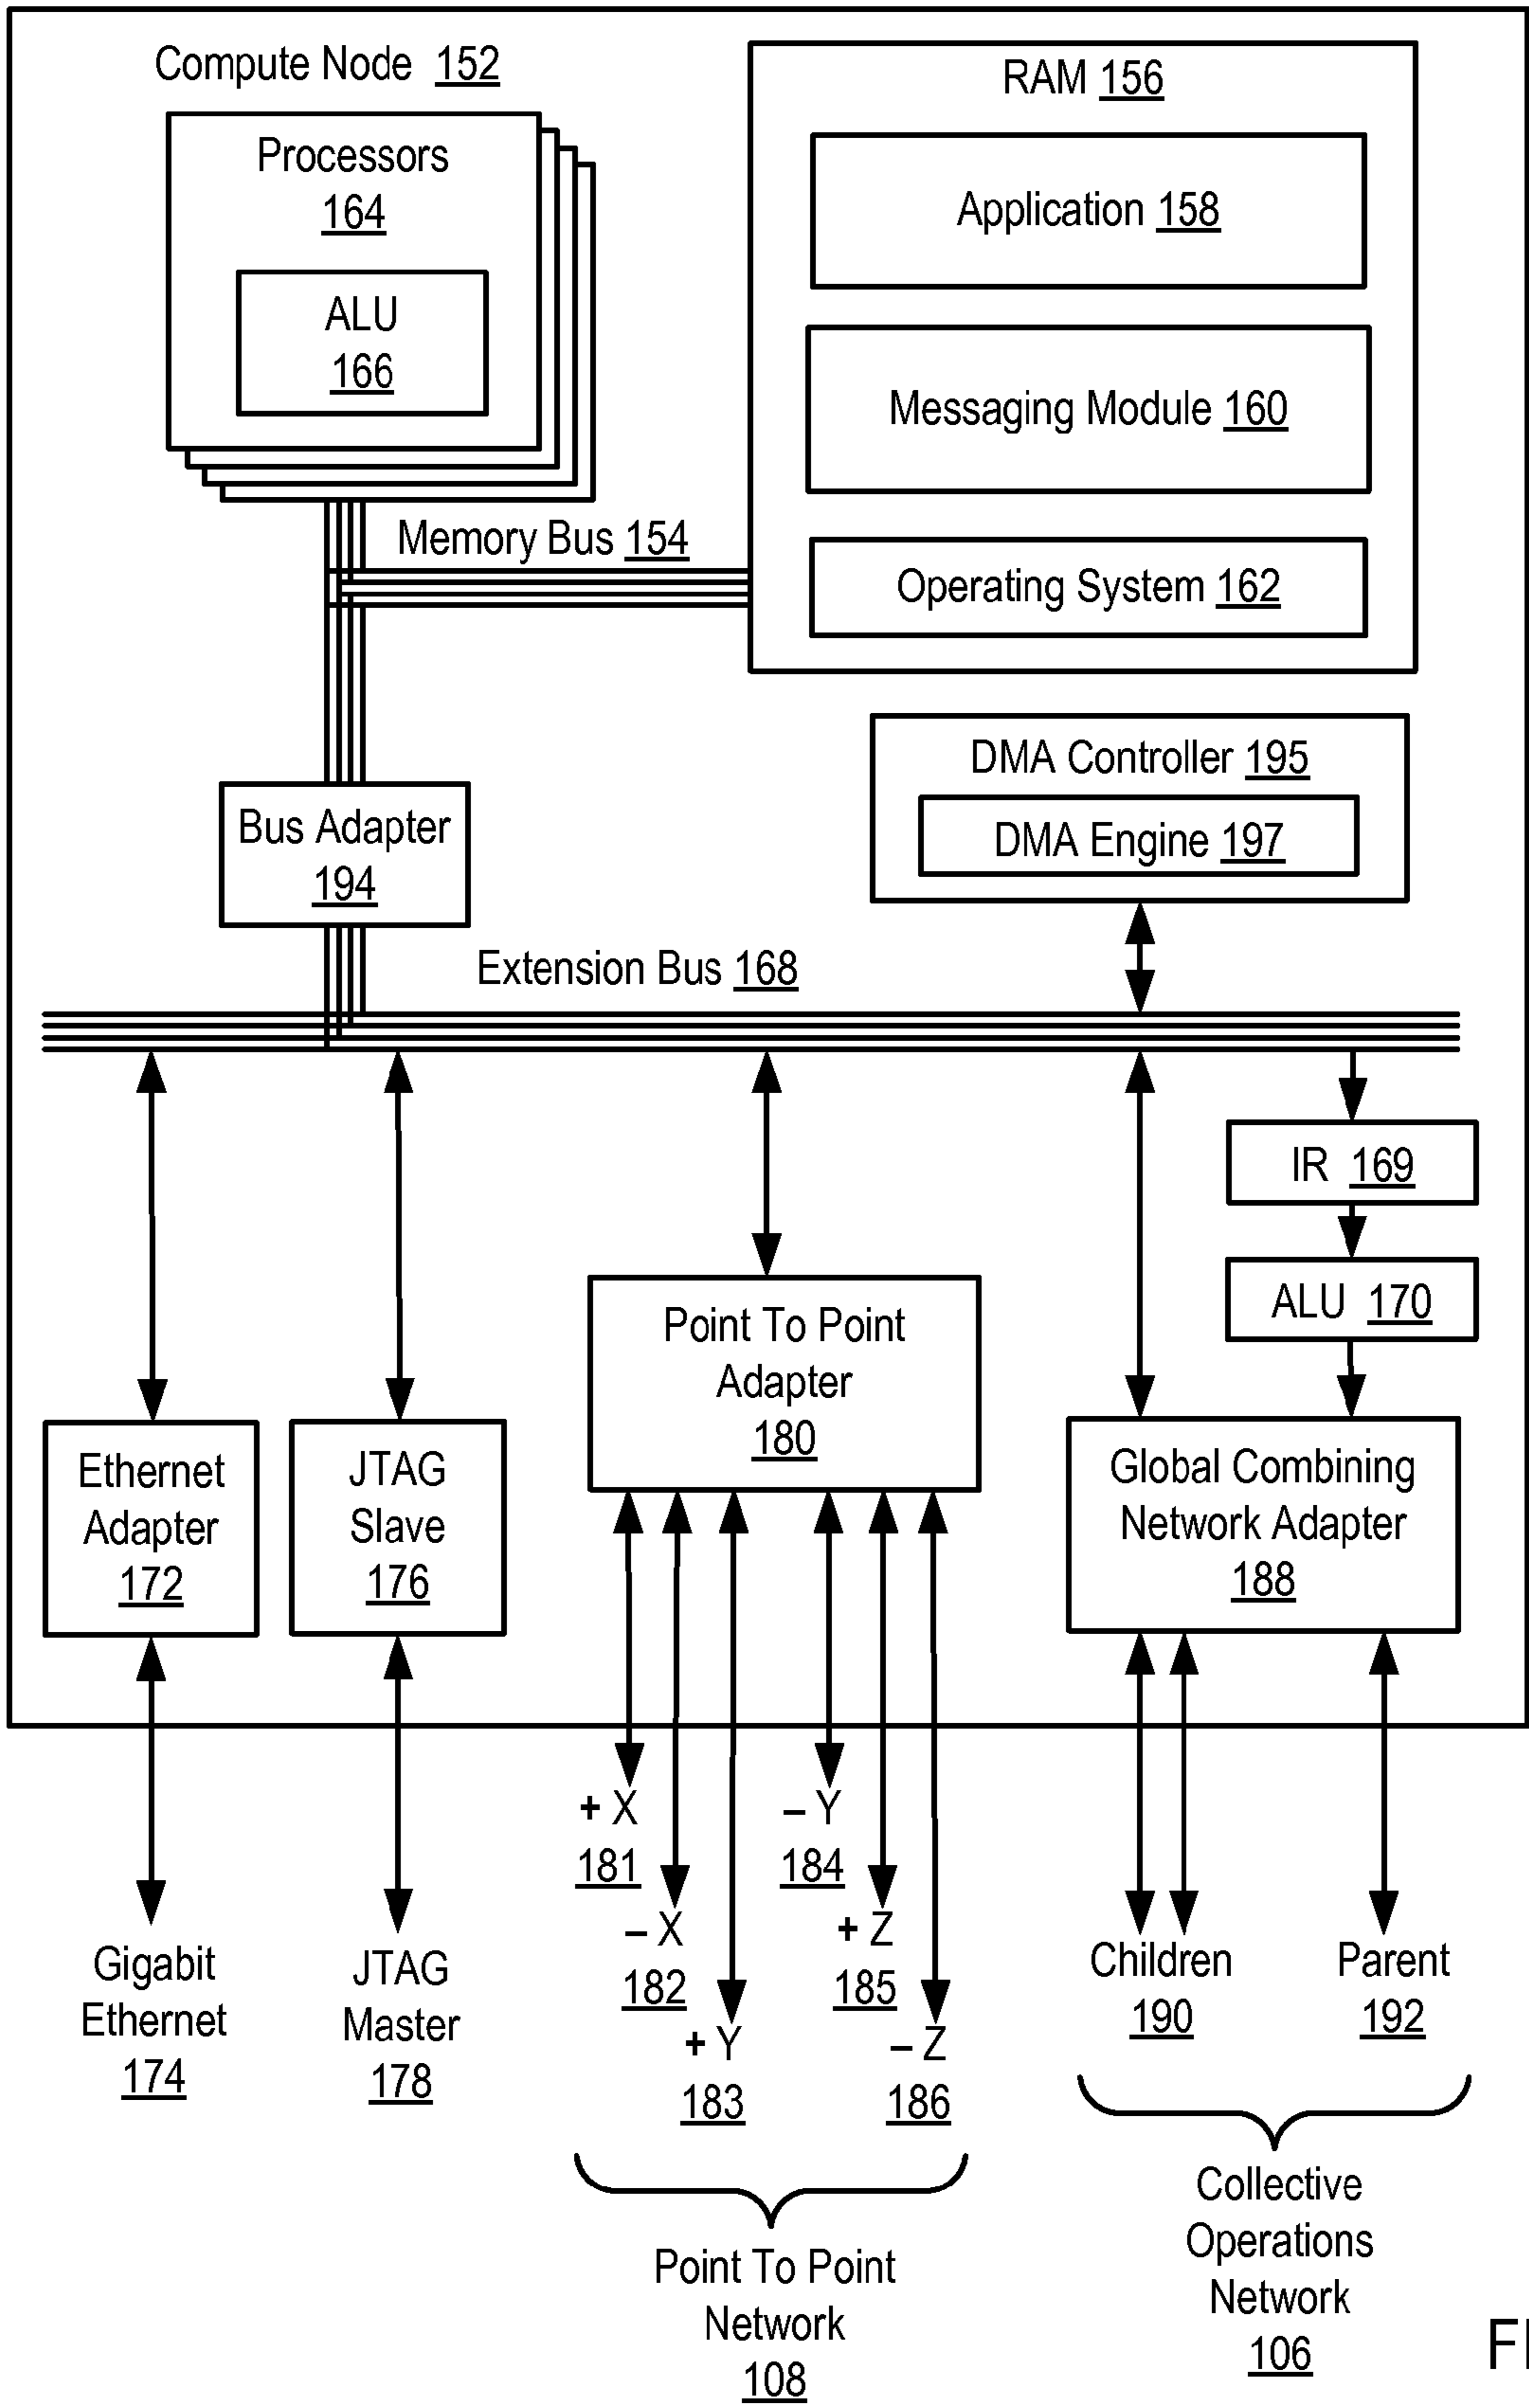 Compute Node 152
Processors
164
ALU
166
RAM 156
Application 158
Messaging Module 160
Operating System 162
Memory Bus 154
DMA Controller 195
DMA Engine 197
Bus Adapter
194
Extension Bus 168
IR 169
ALU 170
Ethernet
Adapter
172
JTAG
Slave
176
Point To Point
Adapter
180
Global Combining
Network Adapter
188
Gigabit
Ethernet
174
JTAG
Master
178
+ X
181
– X
182
+ Y
183
– Y
184
+ Z
185
– Z
186
Children
190
Parent
192
Point To Point
Network
108
Collective
Operations
Network
106